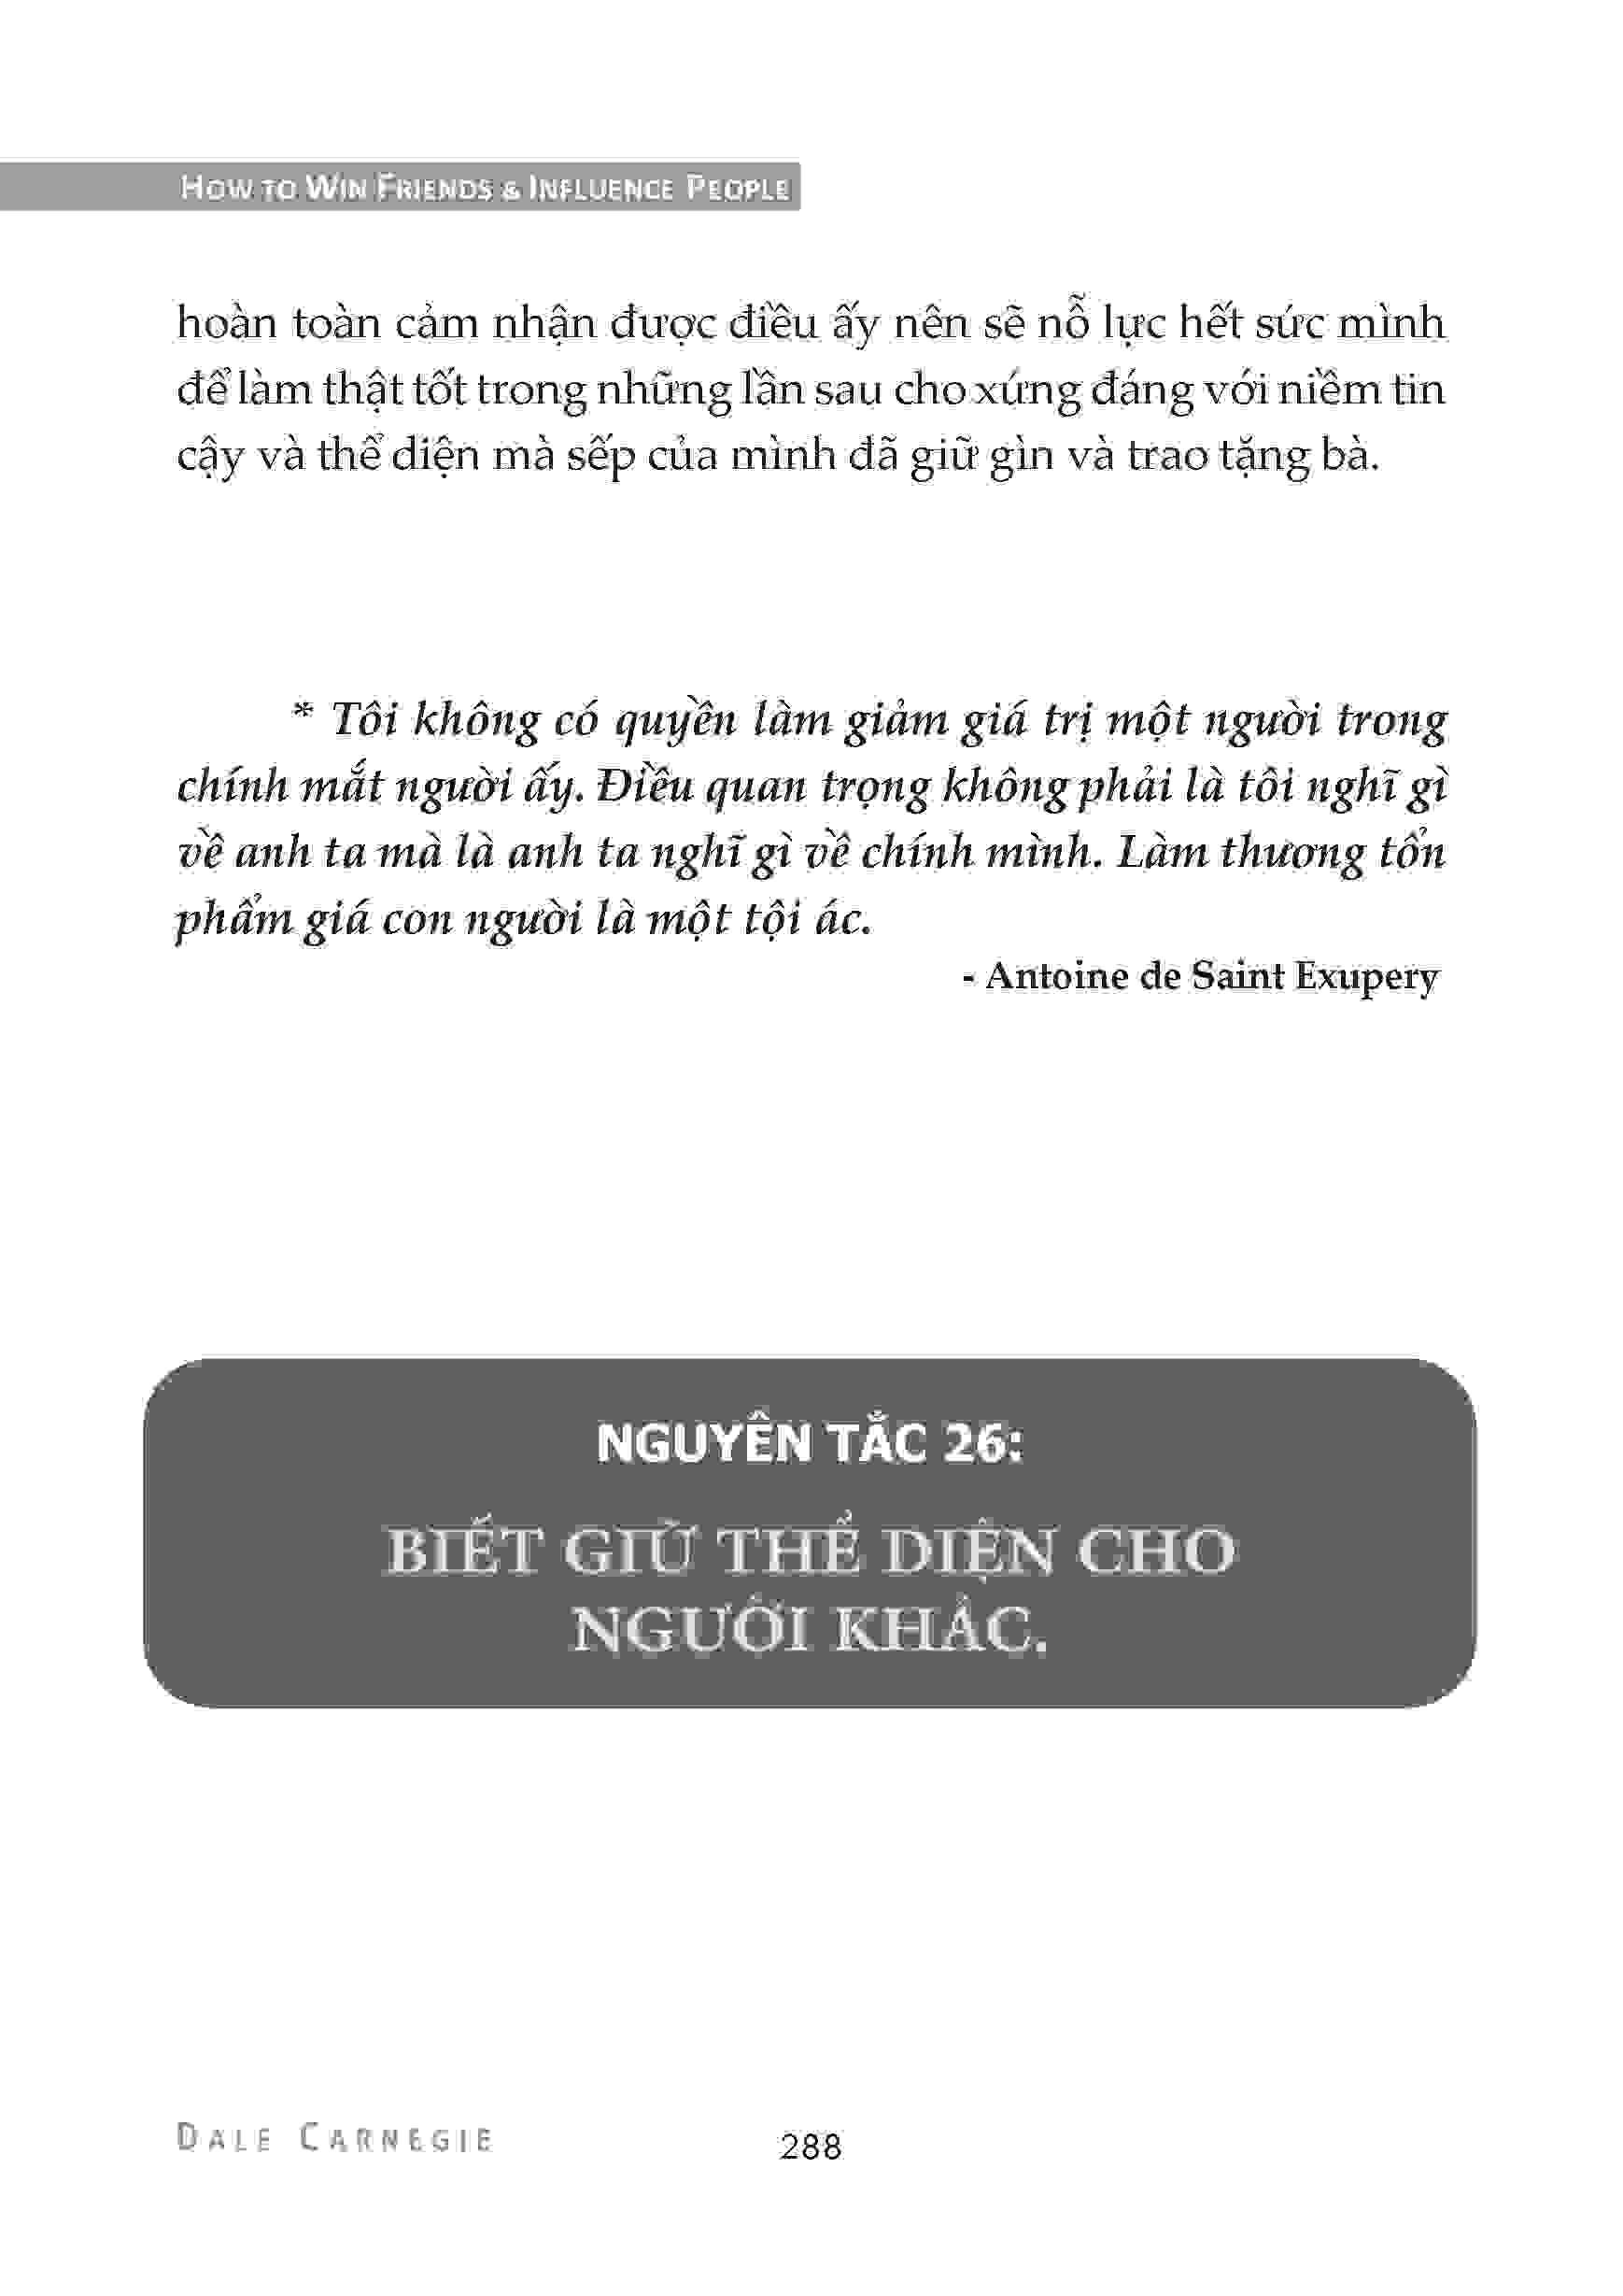 HOW TO WIN FRIENDS & INFLUENCE PEOPLE
hoàn toàn cảm nhận được điều ấy nên sẽ nỗ lực hết sức mình
để làm thật tốt trong những lần sau cho xứng đáng với niềm tin
cậy và thể diện mà sếp của mình đã giữ gìn và trao tặng bà.
* Tôi không có quyền làm giảm giá trị một người trong
chính mắt người ấy. Điều quan trọng không phải là tôi nghĩ gì
về anh ta mà là anh ta nghĩ gì về chính mình. Làm thương tổn
phẩm giá con người là một tội ác.
- Antoine de Saint Exupery
NGUYÊN TẮC 26:
BIẾT GIỮ THỂ DIỆN CHO
NGƯỜI KHÁC.
DALE CARNEGIE
288